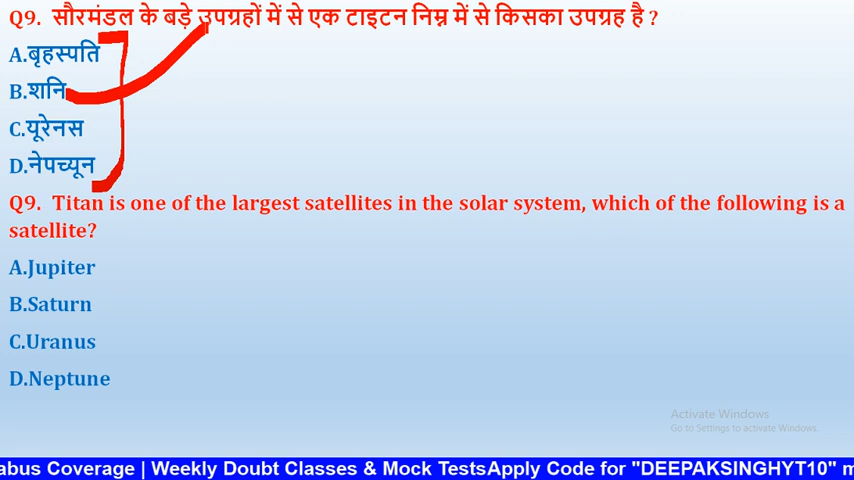 Q9. सौरमंडल के बड़े उपग्रहों में से एक टाइटन निम्न में से किसका उपग्रह है ?
A.बृहस्पति
B.शनि
C.यूरेनस
D.नेपच्यून
Q9. Titan is one of the largest satellites in the solar system, which of the following is a
satellite?
A.Jupiter
B.Saturn
C.Uranus
D.Neptune
Activate Windows
Go to Settings to activate Windows.
abus Coverage | Weekly Doubt Classes & Mock TestsApply Code for "DEEPAKSINGHYT10" m